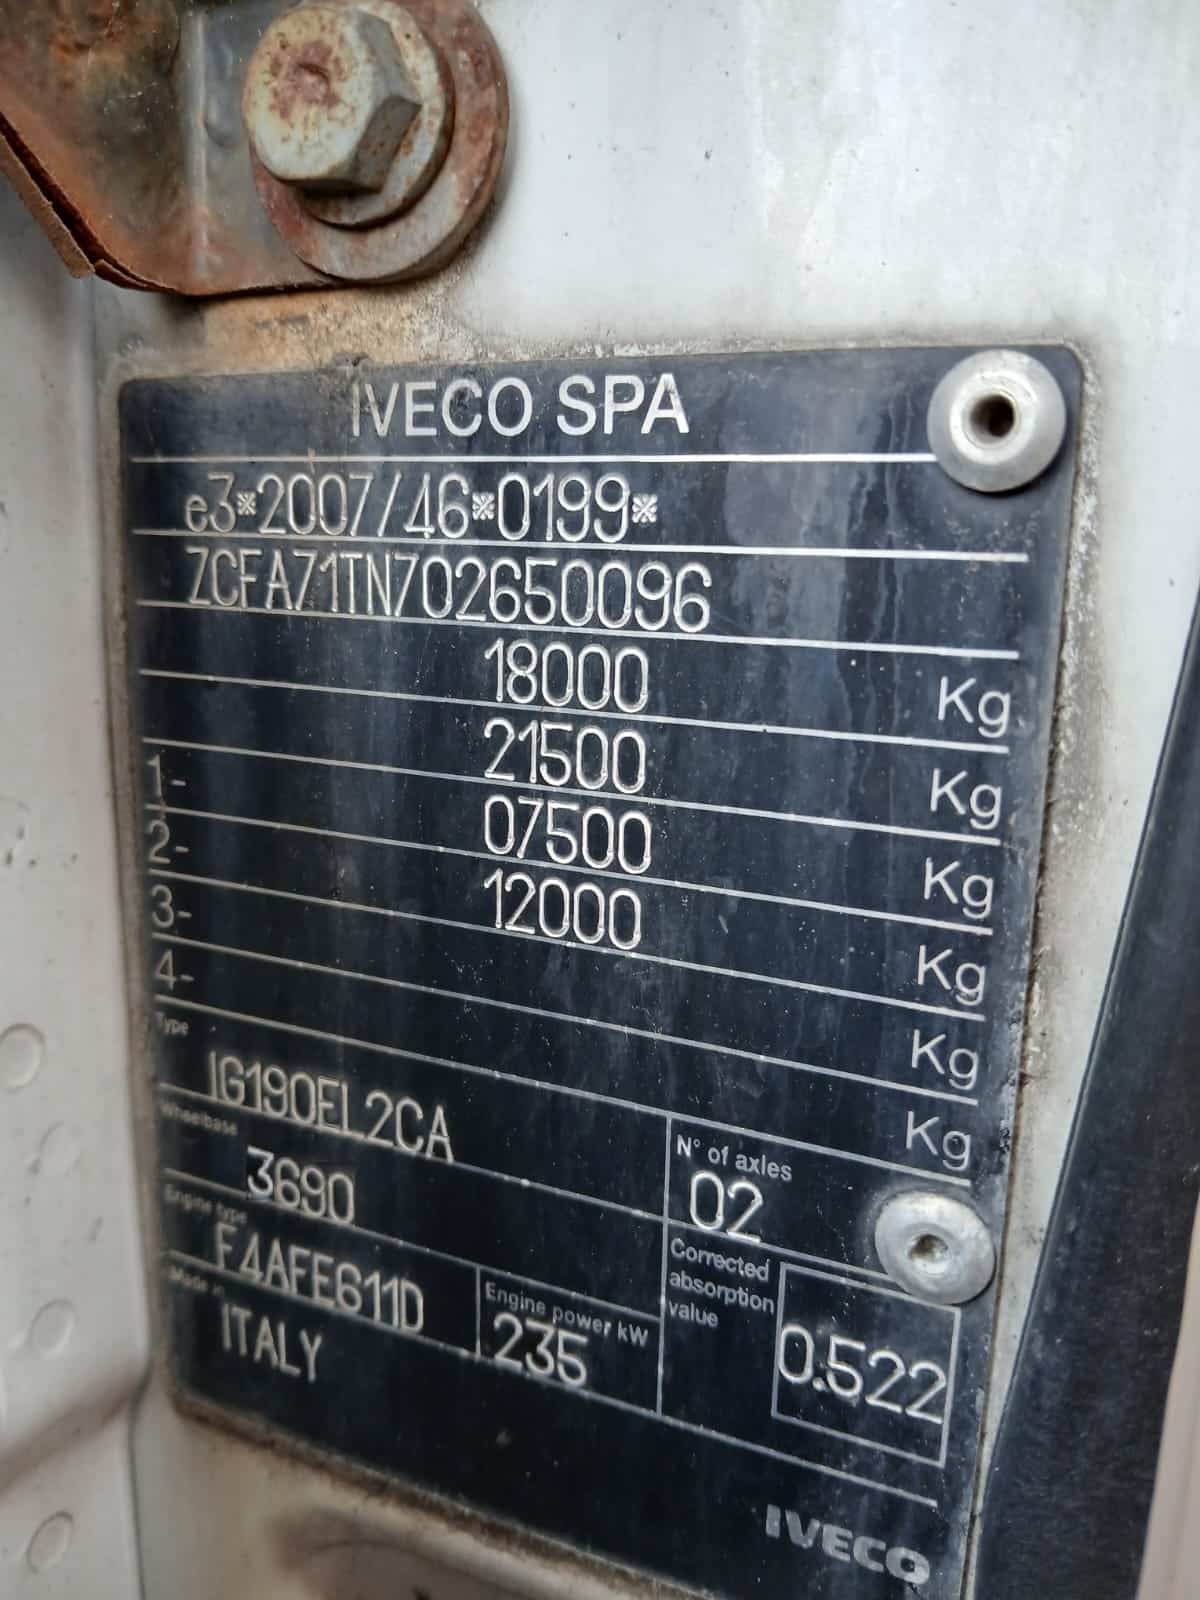 IVECO SPA
e3*2007/46*0199*
ZCFA71TN702650096
18000 Kg
21500 Kg
1- 07500 Kg
2- 12000 Kg
3- Kg
4- Kg
Type
IG190EL2CA
Wheelbase
3690
N° of axles
02
Engine type
F4AFE611D
Engine power kW
235
Corrected
absorption
value
0.522
Made in
ITALY
IVECO